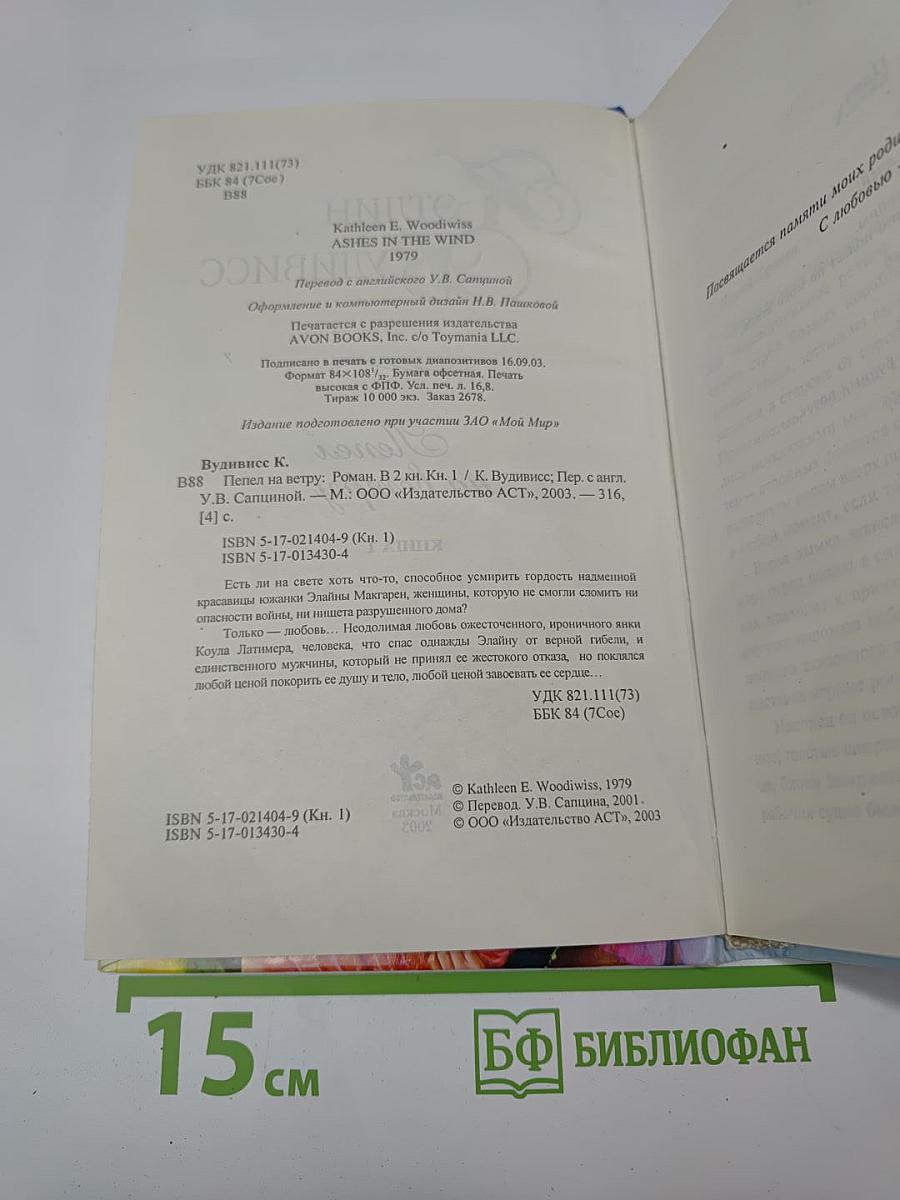 УДК 821.111(73)
ББК 84 (7Сое)
В88
Kathleen E. Woodiwiss
ASHES IN THE WIND
1979
Перевод с английского У.В. Сапциной
Оформление и компьютерный дизайн Н.В. Пашковой
Печатается с разрешения издательства
AVON BOOKS, Inc. c/o Toymania LLC.
Подписано в печать с готовых диапозитивов 16.09.03.
Формат 84×108¹/₃₂. Бумага офсетная. Печать
высокая с ФПФ. Усл. печ. л. 16,8.
Тираж 10 000 экз. Заказ 2678.
Издание подготовлено при участии ЗАО «Мой Мир»
Вудивисс К.
В88 Пепел на ветру: Роман. В 2 кн. Кн. 1 / К. Вудивисс; Пер. с англ.
У.В. Сапциной. — М.: ООО «Издательство АСТ», 2003. — 316,
[4] с.
ISBN 5-17-021404-9 (Кн. 1)
ISBN 5-17-013430-4
Есть ли на свете хоть что-то, способное усмирить гордость надменной
красавицы южанки Элайны Макгарен, женщины, которую не смогли сломить ни
опасности войны, ни нищета разрушенного дома?
Только — любовь... Неодолимая любовь ожесточенного, ироничного янки
Коула Латимера, человека, что спас однажды Элайну от верной гибели, и
единственного мужчины, который не принял ее жестокого отказа, но поклялся
любой ценой покорить ее душу и тело, любой ценой завоевать ее сердце...
УДК 821.111(73)
ББК 84 (7Сое)
ISBN 5-17-021404-9 (Кн. 1)
ISBN 5-17-013430-4
© Kathleen E. Woodiwiss, 1979
© Перевод. У.В. Сапцина, 2001
© ООО «Издательство АСТ», 2003
Посвящается памяти моих
С любовью
15 см
БФ БИБЛИОФАН